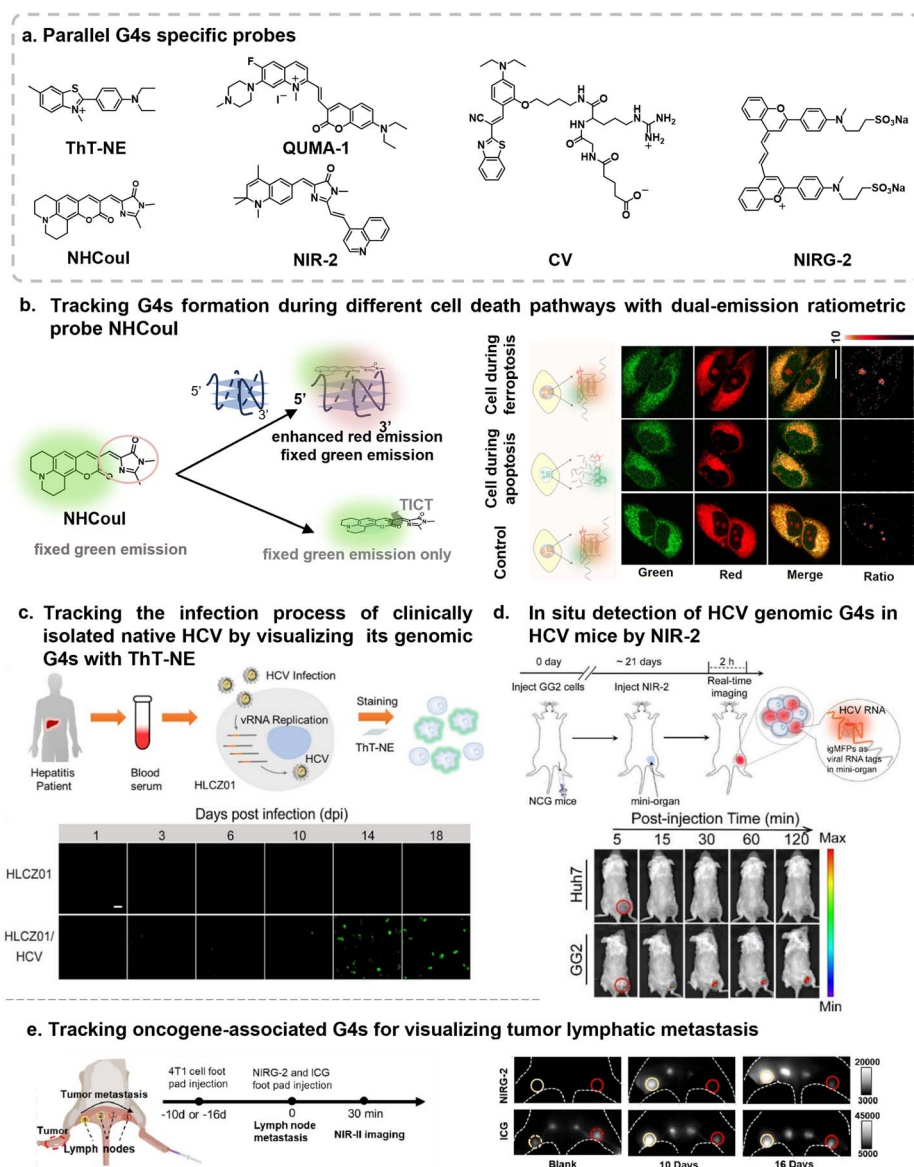 a. Parallel G4s specific probes
S
N+
N
ThT-NE
F
N
N
N+
I−
O
O
N
QUMA-1
N
CN
N
S
O
N
H
O
HN
O
NH
O
O
O−
N
H
NH2
NH2
+
CV
O
N
SO3Na
O
+
N
SO3Na
NIRG-2
N
O
O
O
N
N
NHCouI
N
O
N
N
N
NIR-2
b. Tracking G4s formation during different cell death pathways with dual-emission ratiometric
probe NHCouI
5’
3’
5’
3’
enhanced red emission
fixed green emission
N
O
O
O
N
N
NHCouI
fixed green emission
TICT
fixed green emission only
Cell during
ferroptosis
Cell during
apoptosis
Control
10
Green
Red
Merge
Ratio
c. Tracking the infection process of clinically
isolated native HCV by visualizing its genomic
G4s with ThT-NE
Hepatitis
Patient
Blood
serum
HCV Infection
vRNA Replication
HCV
HLCZ01
Staining
ThT-NE
Days post infection (dpi)
1 3 6 10 14 18
HLCZ01
HLCZ01/
HCV
d. In situ detection of HCV genomic G4s in
HCV mice by NIR-2
0 day
~ 21 days
2 h
Inject GG2 cells
Inject NIR-2
Real-time
imaging
NCG mice
mini-organ
HCV RNA
igMFPs as
viral RNA tags
in mini-organ
Post-injection Time (min)
5 15 30 60 120
Huh7
GG2
Max
Min
e. Tracking oncogene-associated G4s for visualizing tumor lymphatic metastasis
Tumor metastasis
Tumor
Lymph nodes
4T1 cell foot
pad injection
NIRG-2 and ICG
foot pad injection
-10d or -16d
0
30 min
Lymph node
metastasis
NIR-II imaging
NIRG-2
ICG
20000
3000
45000
5000
Blank
10 Days
16 Days